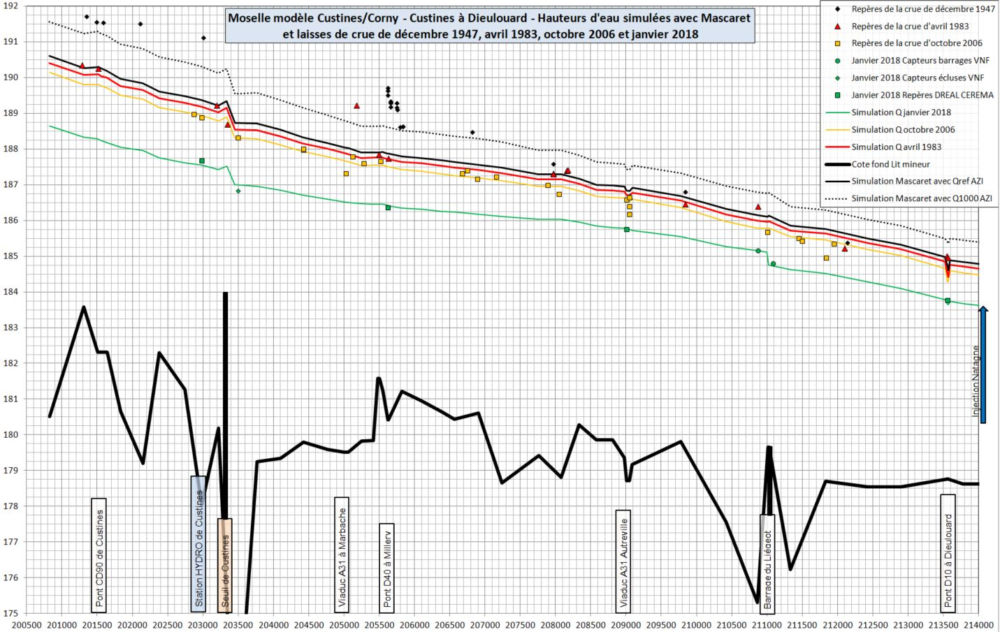 Moselle modèle Custines/Corny - Custines à Dieulouard - Hauteurs d'eau simulées avec Mascaret
et laisses de crue de décembre 1947, avril 1983, octobre 2006 et janvier 2018
Repères de la crue de décembre 1947
Repères de la crue d'avril 1983
Repères de la crue d'octobre 2006
Janvier 2018 Capteurs barrages VNF
Janvier 2018 Capteurs écluses VNF
Janvier 2018 Repères DREAL CEREMA
Simulation Q janvier 2018
Simulation Q octobre 2006
Simulation Q avril 1983
Cote fond Lit mineur
Simulation Mascaret avec Qref AZI
Simulation Mascaret avec Q1000 AZI
192
191
190
189
188
187
186
185
184
183
182
181
180
179
178
177
176
175
Pont CD90 de Custines
Station HYDRO de Custines
Seuil de Custines
Viaduc A31 à Marbache
Pont D40 à Millery
Viaduc A31 Autreville
Barrage du Liégeot
Pont D10 à Dieulouard
Injection Natagne
200500 201000 201500 202000 202500 203000 203500 204000 204500 205000 205500 206000 206500 207000 207500 208000 208500 209000 209500 210000 210500 211000 211500 212000 212500 213000 213500 214000